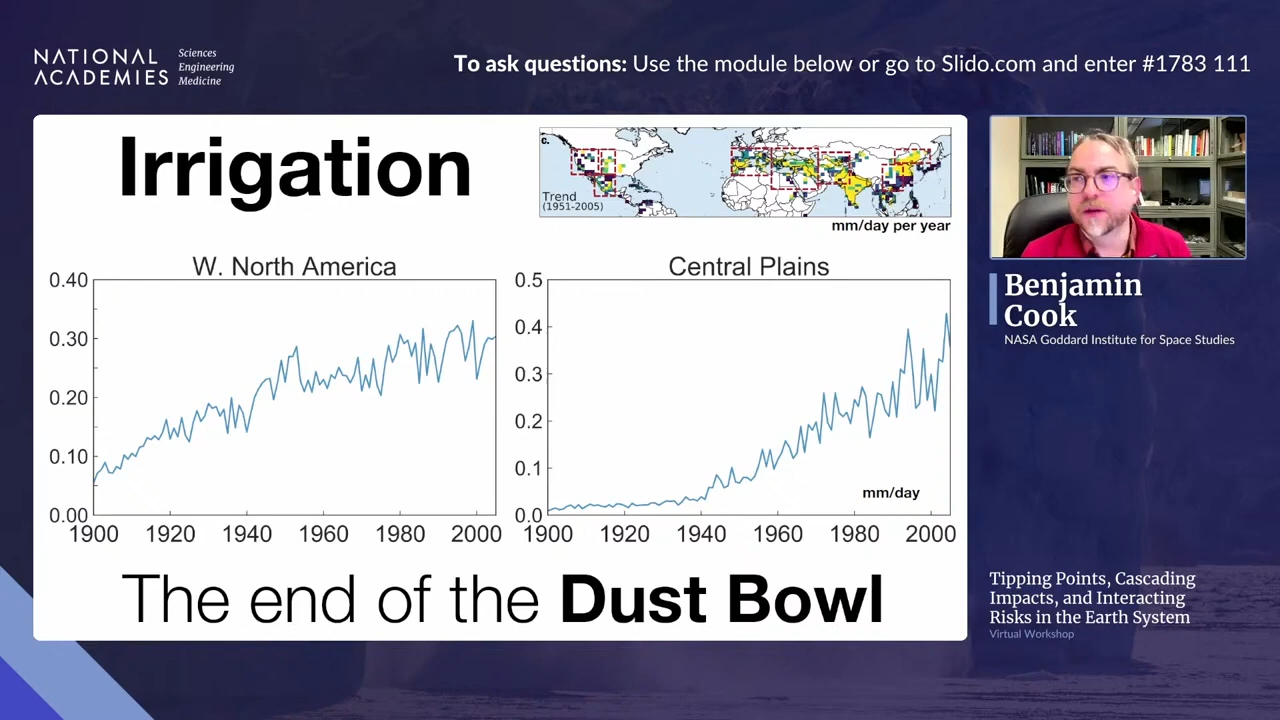 NATIONAL
ACADEMIES
Sciences
Engineering
Medicine
To ask questions: Use the module below or go to Slido.com and enter #1783 111
Irrigation
c.
Trend
(1951-2005)
mm/day per year
W. North America
0.40
0.30
0.20
0.10
0.00
1900 1920 1940 1960 1980 2000
Central Plains
0.5
0.4
0.3
0.2
0.1
0.0
mm/day
1900 1920 1940 1960 1980 2000
The end of the Dust Bowl
Benjamin
Cook
NASA Goddard Institute for Space Studies
Tipping Points, Cascading
Impacts, and Interacting
Risks in the Earth System
Virtual Workshop